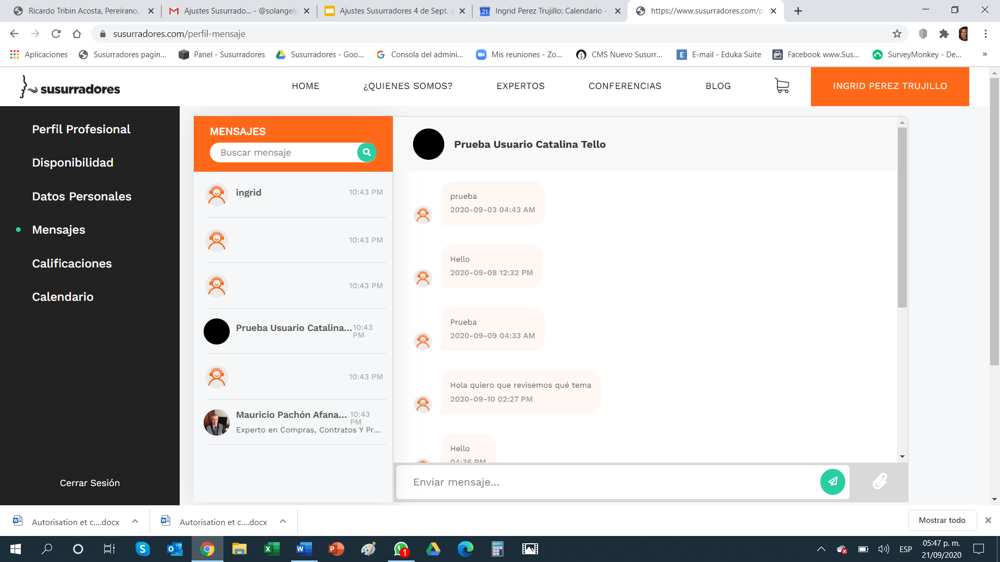 Ricardo Tribin Acosta, Pereirano,
Ajustes Susurrado... - @solangelp
Ajustes Susurradores 4 de Sept. .p
21
Ingrid Perez Trujillo: Calendario -
https://www.susurradores.com/pe
susurradores.com/perfil-mensaje
Aplicaciones
Susurradores pagin...
Panel - Susurradores
Susurradores - Goo...
Consola del admini...
Mis reuniones - Zo...
CMS Nuevo Susurr...
E-mail - Eduka Suite
Facebook www.Sus...
SurveyMonkey - De...
»
susurradores
HOME
¿QUIENES SOMOS?
EXPERTOS
CONFERENCIAS
BLOG
INGRID PEREZ TRUJILLO
Perfil Profesional
Disponibilidad
Datos Personales
Mensajes
Calificaciones
Calendario
Cerrar Sesión
MENSAJES
Buscar mensaje
ingrid
10:43 PM
10:43 PM
10:43 PM
Prueba Usuario Catalina...
10:43
PM
10:43 PM
Mauricio Pachón Afana...
10:43
PM
Experto en Compras, Contratos Y Pr...
Prueba Usuario Catalina Tello
prueba
2020-09-03 04:43 AM
Hello
2020-09-08 12:32 PM
Prueba
2020-09-09 04:33 AM
Hola quiero que revisemos qué tema
2020-09-10 02:27 PM
Hello
04:36 PM
Enviar mensaje...
Autorisation et c....docx
Autorisation et c....docx
Mostrar todo
1
ESP
05:47 p. m.
21/09/2020